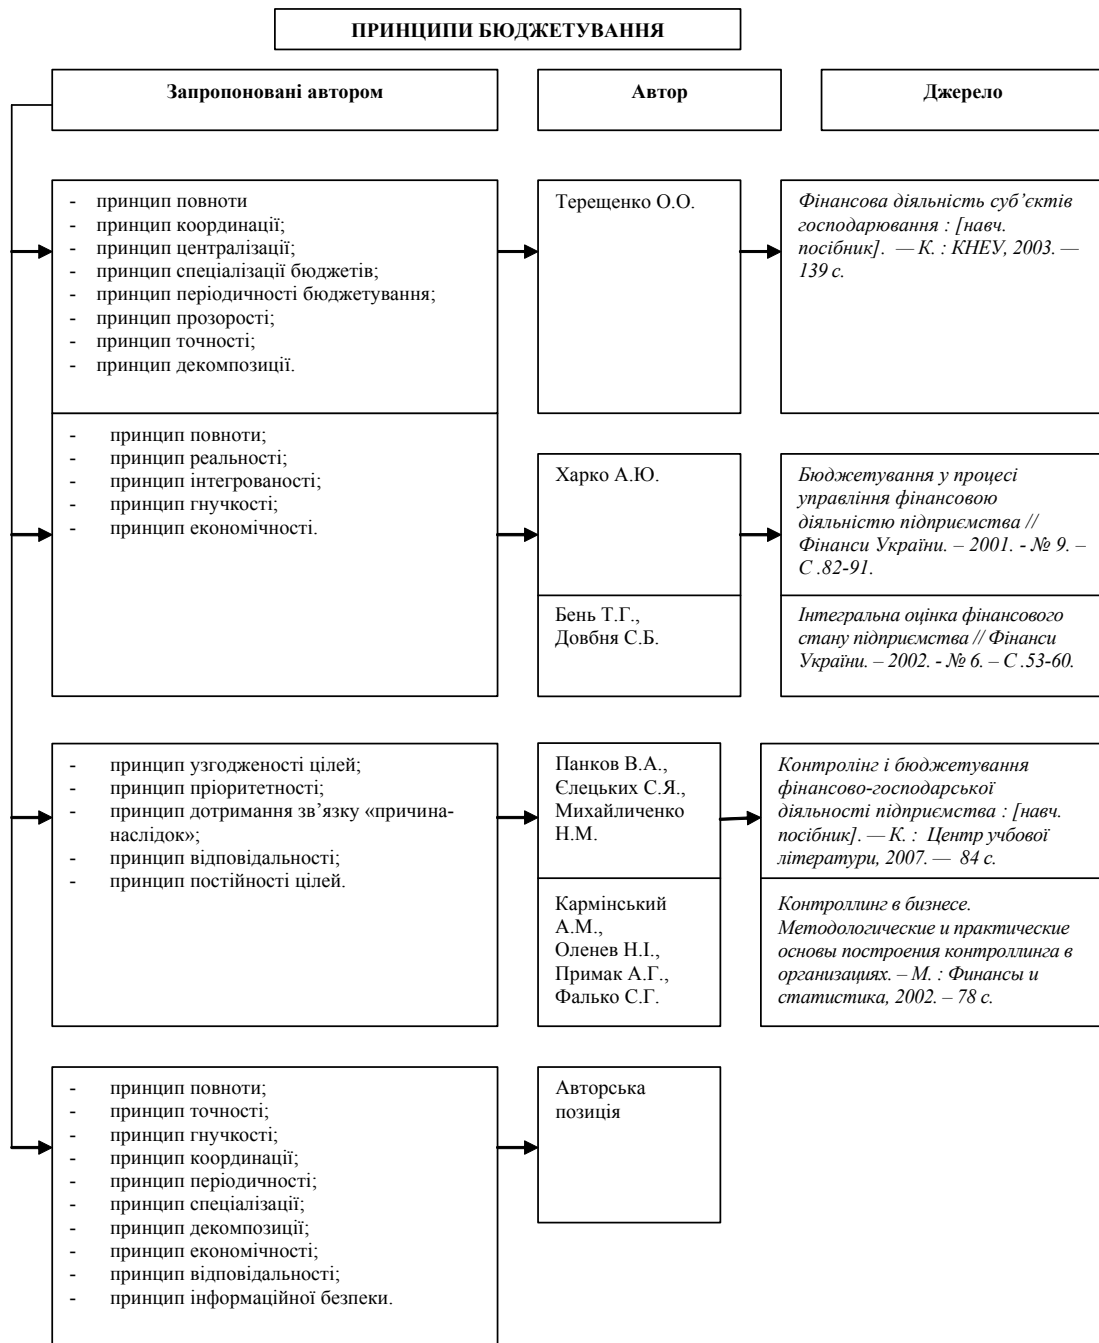 ПРИНЦИПИ БЮДЖЕТУВАННЯ
Запропоновані автором
Автор
Джерело
- принцип повноти
- принцип координації;
- принцип централізації;
- принцип спеціалізації бюджетів;
- принцип періодичності бюджетування;
- принцип прозорості;
- принцип точності;
- принцип декомпозиції.
Терещенко О.О.
Фінансова діяльність суб’єктів
господарювання : [навч.
посібник]. — К. : КНЕУ, 2003. —
139 с.
- принцип повноти;
- принцип реальності;
- принцип інтегрованості;
- принцип гнучкості;
- принцип економічності.
Харко А.Ю.
Бюджетування у процесі
управління фінансовою
діяльністю підприємства //
Фінанси України. – 2001. - № 9. –
С .82-91.
Бень Т.Г.,
Довбня С.Б.
Інтегральна оцінка фінансового
стану підприємства // Фінанси
України. – 2002. - № 6. – С .53-60.
- принцип узгодженості цілей;
- принцип пріоритетності;
- принцип дотримання зв’язку «причина-
наслідок»;
- принцип відповідальності;
- принцип постійності цілей.
Панков В.А.,
Єлецьких С.Я.,
Михайличенко
Н.М.
Контролінг і бюджетування
фінансово-господарської
діяльності підприємства : [навч.
посібник]. — К. : Центр учбової
літератури, 2007. — 84 с.
Кармінський
А.М.,
Оленев Н.І.,
Примак А.Г.,
Фалько С.Г.
Контроллинг в бизнесе.
Методологические и практические
основы построения контроллинга в
организациях. – М. : Финансы и
статистика, 2002. – 78 с.
- принцип повноти;
- принцип точності;
- принцип гнучкості;
- принцип координації;
- принцип періодичності;
- принцип спеціалізації;
- принцип декомпозиції;
- принцип економічності;
- принцип відповідальності;
- принцип інформаційної безпеки.
Авторська
позиція